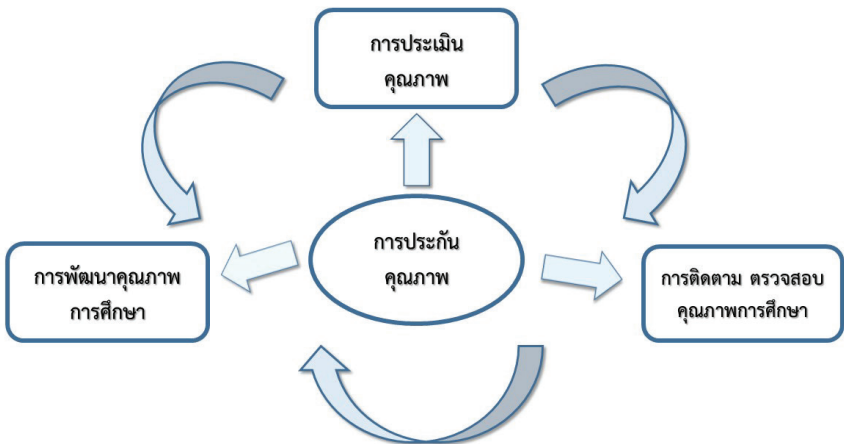 การประเมิน
คุณภาพ
การประกัน
คุณภาพ
การพัฒนาคุณภาพ
การศึกษา
การติดตาม ตรวจสอบ
คุณภาพการศึกษา